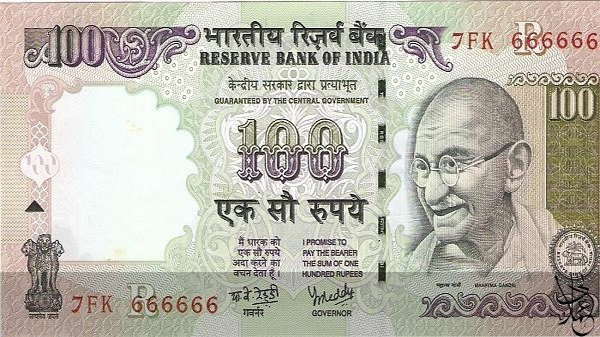 100
भारतीय रिज़र्व बैंक
7FK 666666
RESERVE BANK OF INDIA
R
केन्द्रीय सरकार द्वारा प्रत्याभूत
GUARANTEED BY THE CENTRAL GOVERNMENT
100
100
एक सौ रुपये
मैं धारक को
एक सौ रुपये
अदा करने का
वचन देता हूँ।
I PROMISE TO
PAY THE BEARER
THE SUM OF ONE
HUNDRED RUPEES
महात्मा गांधी
MAHATMA GANDHI
सत्यमेव जयते
7FK 666666
R
गवर्नर
GOVERNOR